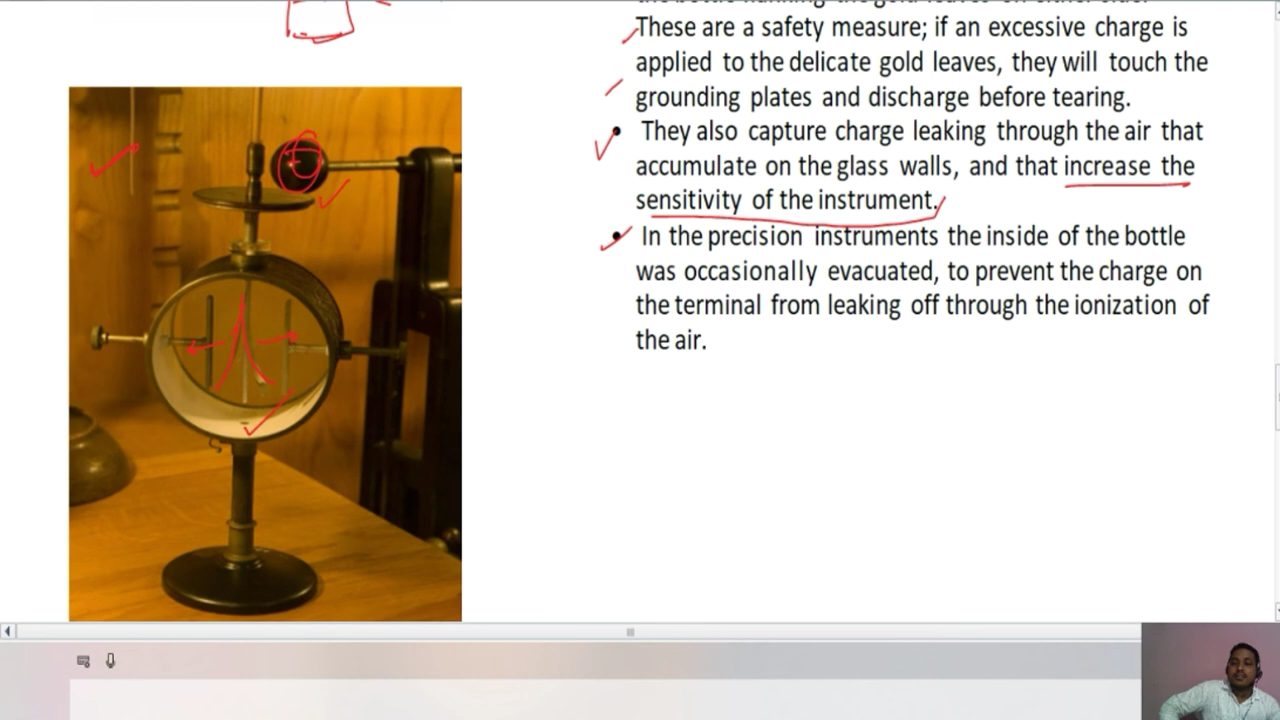 These are a safety measure; if an excessive charge is
applied to the delicate gold leaves, they will touch the
grounding plates and discharge before tearing.
• They also capture charge leaking through the air that
accumulate on the glass walls, and that increase the
sensitivity of the instrument.
• In the precision instruments the inside of the bottle
was occasionally evacuated, to prevent the charge on
the terminal from leaking off through the ionization of
the air.